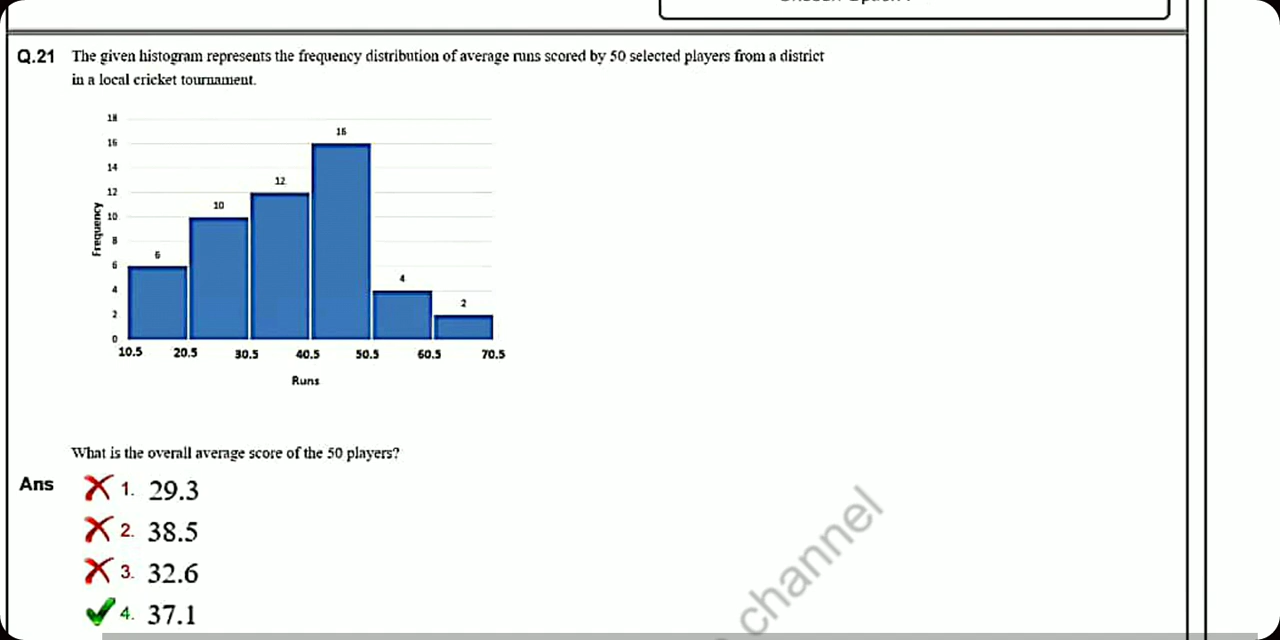 Q.21 The given histogram represents the frequency distribution of average runs scored by 50 selected players from a district
in a local cricket tournament.
18
16
14
12
10
8
6
4
2
0
Frequency
6
10
12
16
4
2
10.5 20.5 30.5 40.5 50.5 60.5 70.5
Runs
What is the overall average score of the 50 players?
Ans 1. 29.3
2. 38.5
3. 32.6
4. 37.1
channel